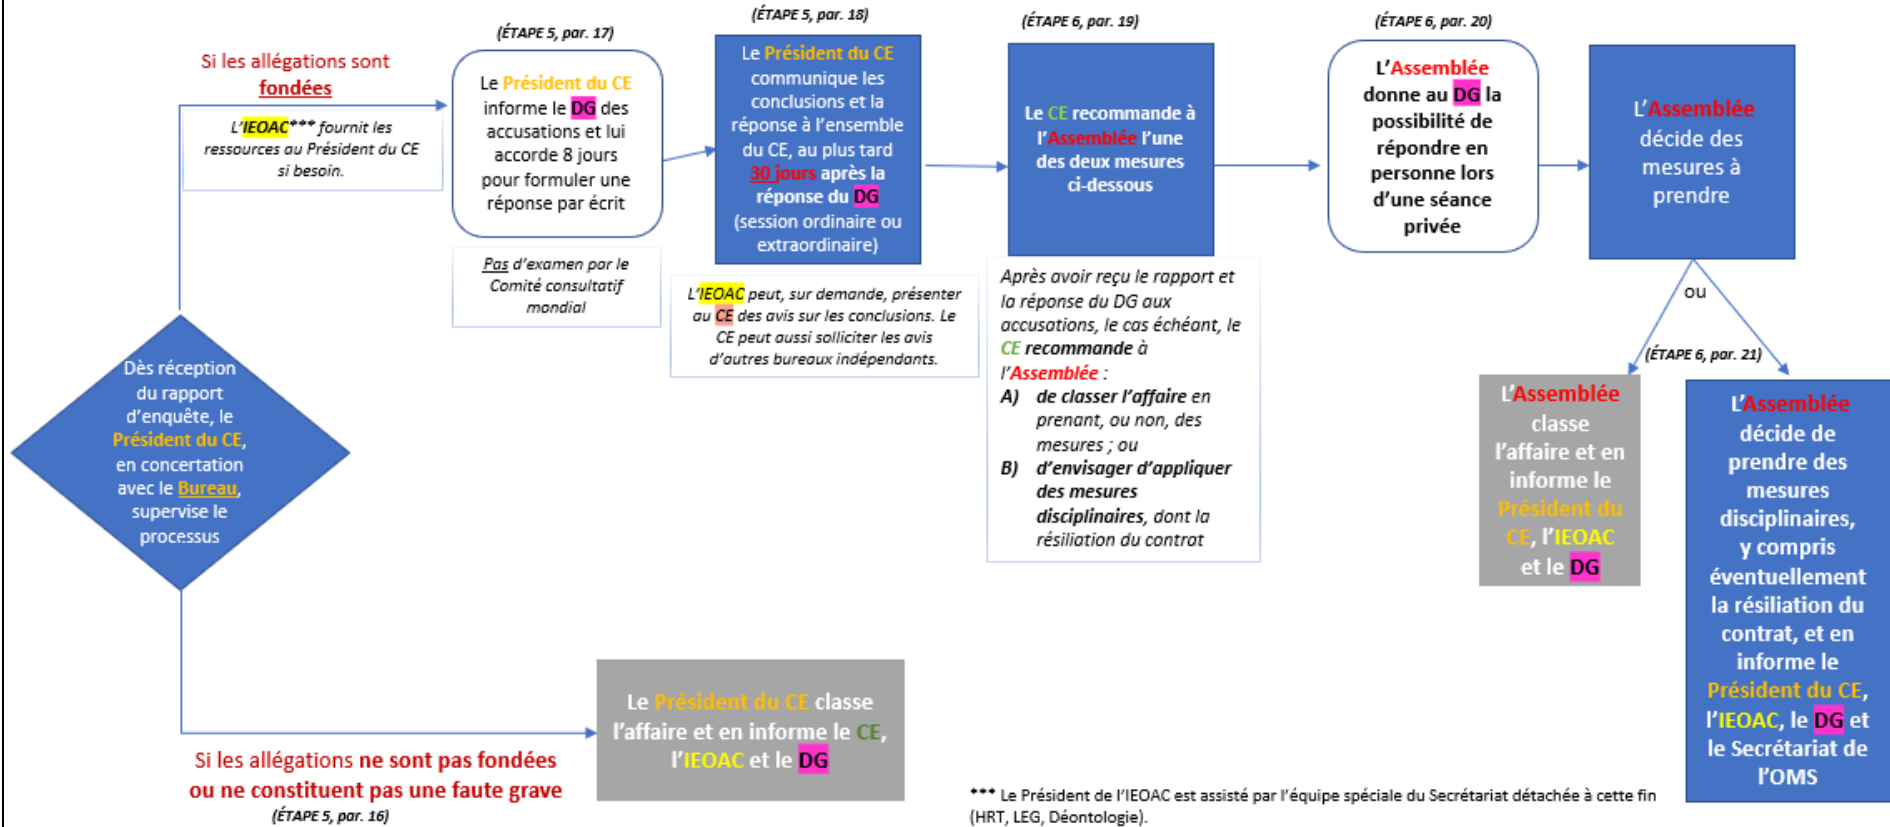 Si les allégations sont
fondées
L'IEOAC*** fournit les
ressources au Président du CE
si besoin.
(ÉTAPE 5, par. 17)
Le Président du CE
informe le DG des
accusations et lui
accorde 8 jours
pour formuler une
réponse par écrit
Pas d'examen par le
Comité consultatif
mondial
(ÉTAPE 5, par. 18)
Le Président du CE
communique les
conclusions et la
réponse à l'ensemble
du CE, au plus tard
30 jours après la
réponse du DG
(session ordinaire ou
extraordinaire)
L'IEOAC peut, sur demande, présenter
au CE des avis sur les conclusions. Le
CE peut aussi solliciter les avis
d'autres bureaux indépendants.
(ÉTAPE 6, par. 19)
Le CE recommande à
l'Assemblée l'une
des deux mesures
ci-dessous
Après avoir reçu le rapport et
la réponse du DG aux
accusations, le cas échéant, le
CE recommande à
l'Assemblée :
A) de classer l'affaire en
prenant, ou non, des
mesures ; ou
B) d'envisager d'appliquer
des mesures
disciplinaires, dont la
résiliation du contrat
(ÉTAPE 6, par. 20)
L'Assemblée
donne au DG la
possibilité de
répondre en
personne lors
d'une séance
privée
L'Assemblée
décide des
mesures à
prendre
ou
(ÉTAPE 6, par. 21)
L'Assemblée
classe
l'affaire et en
informe le
Président du
CE, l'IEOAC
et le DG
L'Assemblée
décide de
prendre des
mesures
disciplinaires,
y compris
éventuellement
la résiliation du
contrat, et en
informe le
Président du CE,
l'IEOAC, le DG et
le Secrétariat de
l'OMS
Dès réception
du rapport
d'enquête, le
Président du CE,
en concertation
avec le Bureau,
supervise le
processus
Le Président du CE classe
l'affaire et en informe le CE,
l'IEOAC et le DG
Si les allégations ne sont pas fondées
ou ne constituent pas une faute grave
(ÉTAPE 5, par. 16)
*** Le Président de l'IEOAC est assisté par l'équipe spéciale du Secrétariat détachée à cette fin
(HRT, LEG, Déontologie).